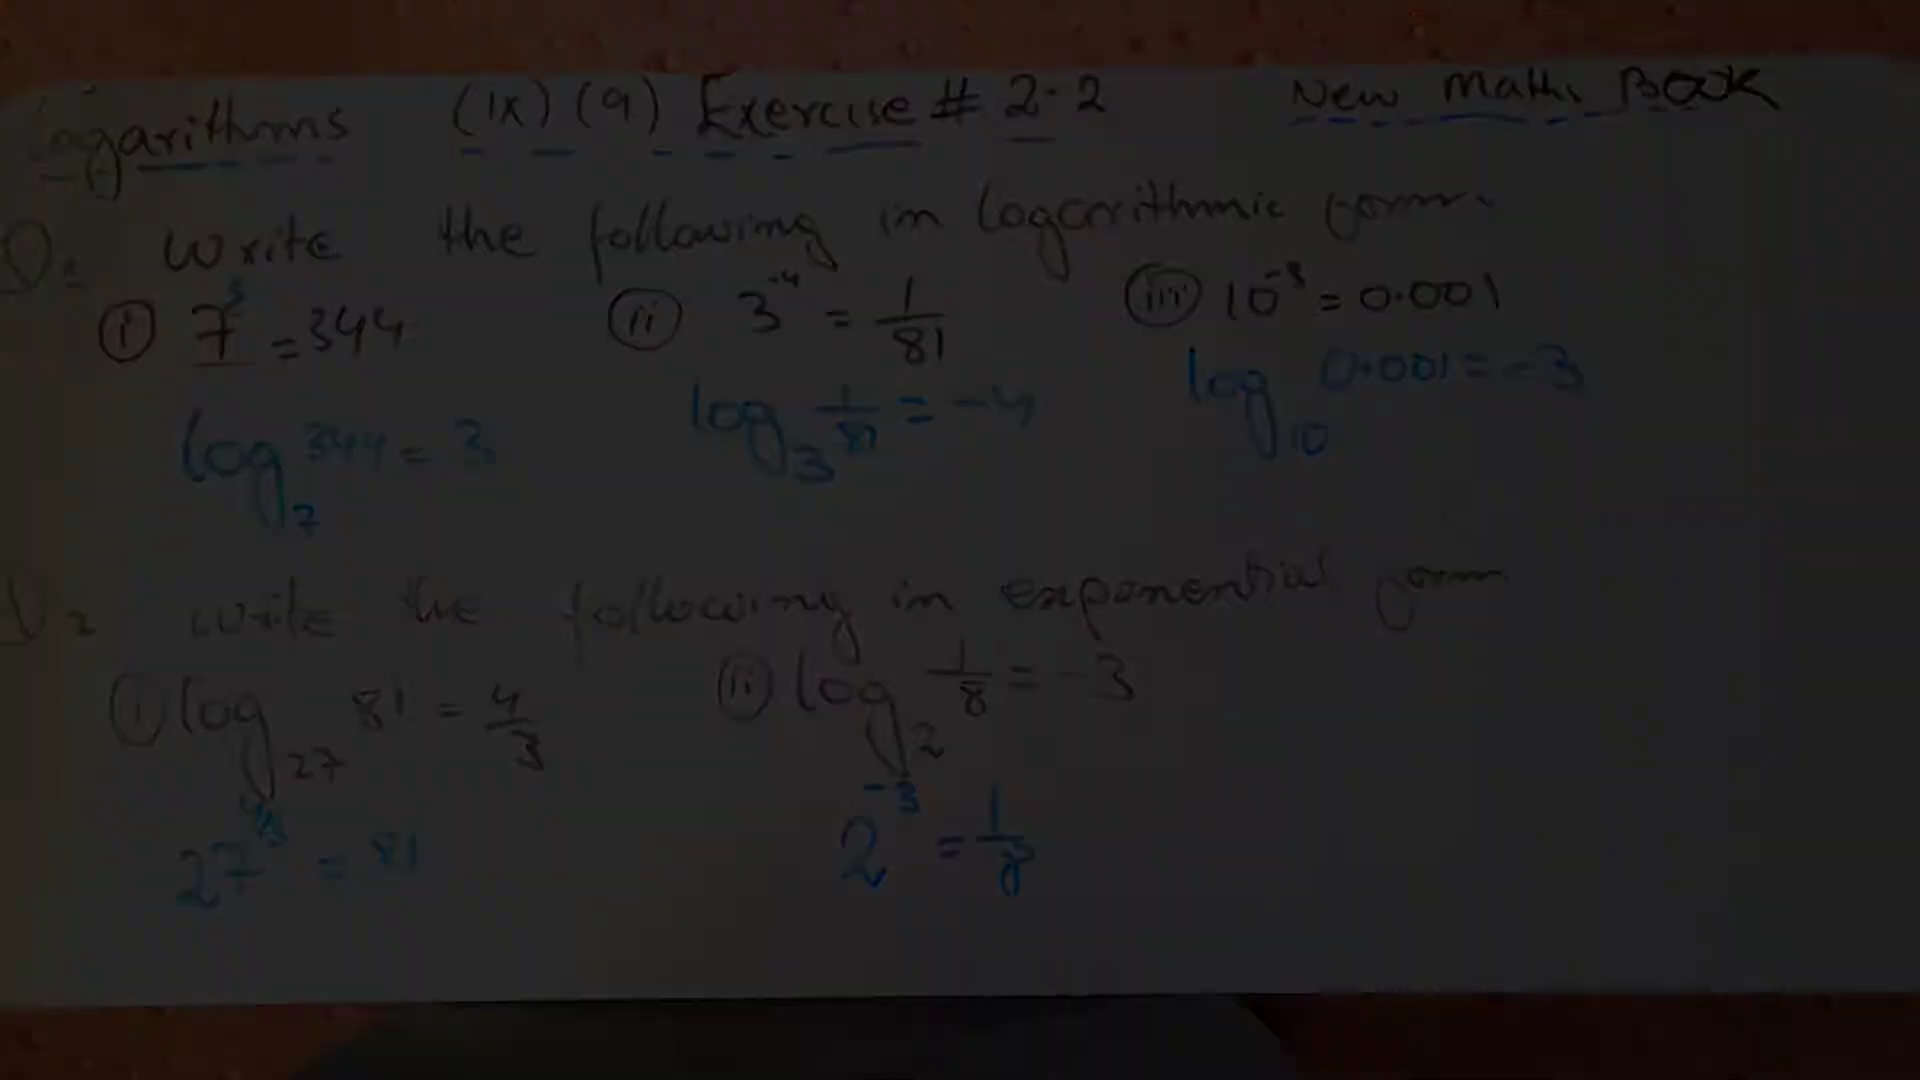 Logarithms (IX) (9) Exercise # 2.2 New Maths Book
Q1 Write the following in logarithmic form.
(i) 7³ = 344 (ii) 3⁻⁴ = 1/81 (iii) 10⁻³ = 0.001
log₇ 344 = 3 log₃ 1/81 = -4 log₁₀ 0.001 = -3
Q2 write the following in exponential form
(i) log₂₇ 81 = 4/3 (ii) log₂ 1/8 = -3
27^4/3 = 81 2⁻³ = 1/8